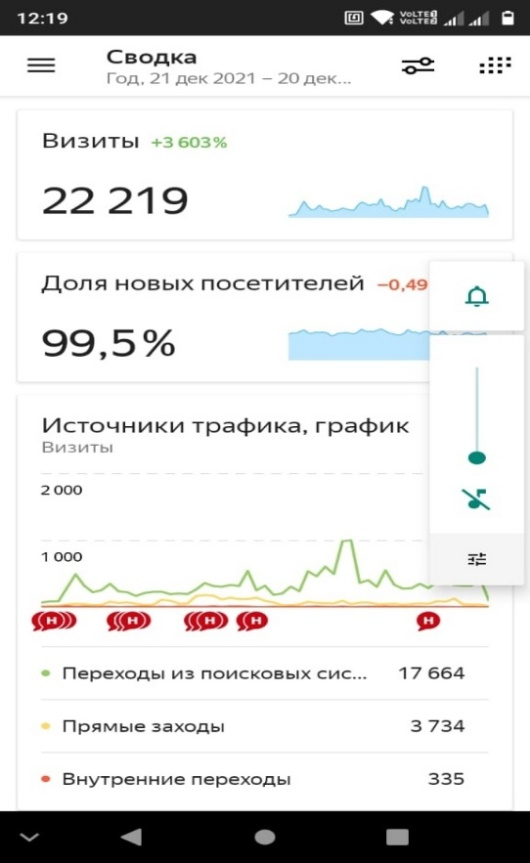 12:19
VoLTE1
VoLTE2
Сводка
Год, 21 дек 2021 – 20 дек...
Визиты +3 603%
22 219
Доля новых посетителей −0,49
99,5%
Источники трафика, график
Визиты
2 000
1 000
Н Н Н Н Н
Переходы из поисковых сис... 17 664
Прямые заходы 3 734
Внутренние переходы 335